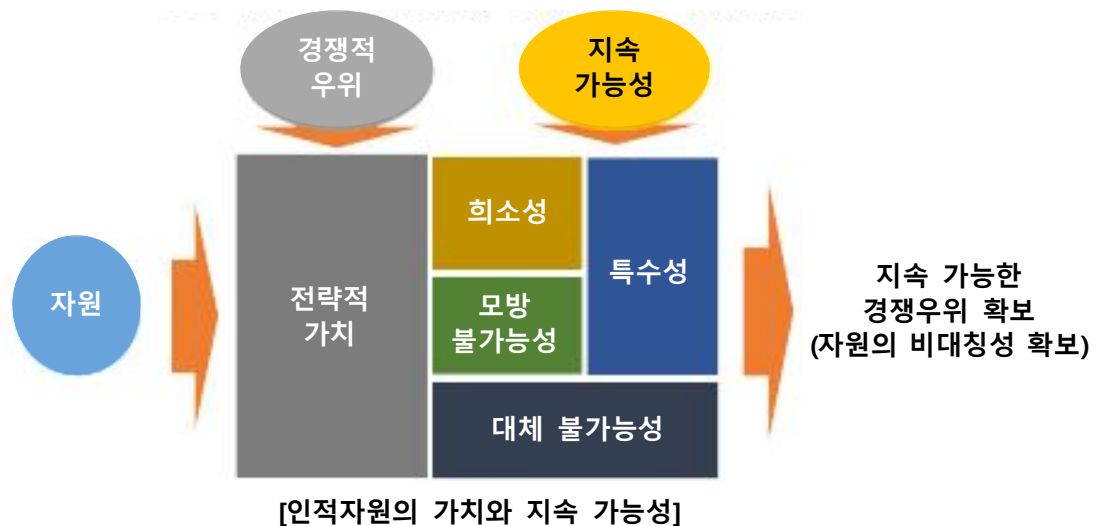 경쟁적
우위
지속
가능성
자원
전략적
가치
희소성
모방
불가능성
특수성
대체 불가능성
지속 가능한
경쟁우위 확보
(자원의 비대칭성 확보)
[인적자원의 가치와 지속 가능성]